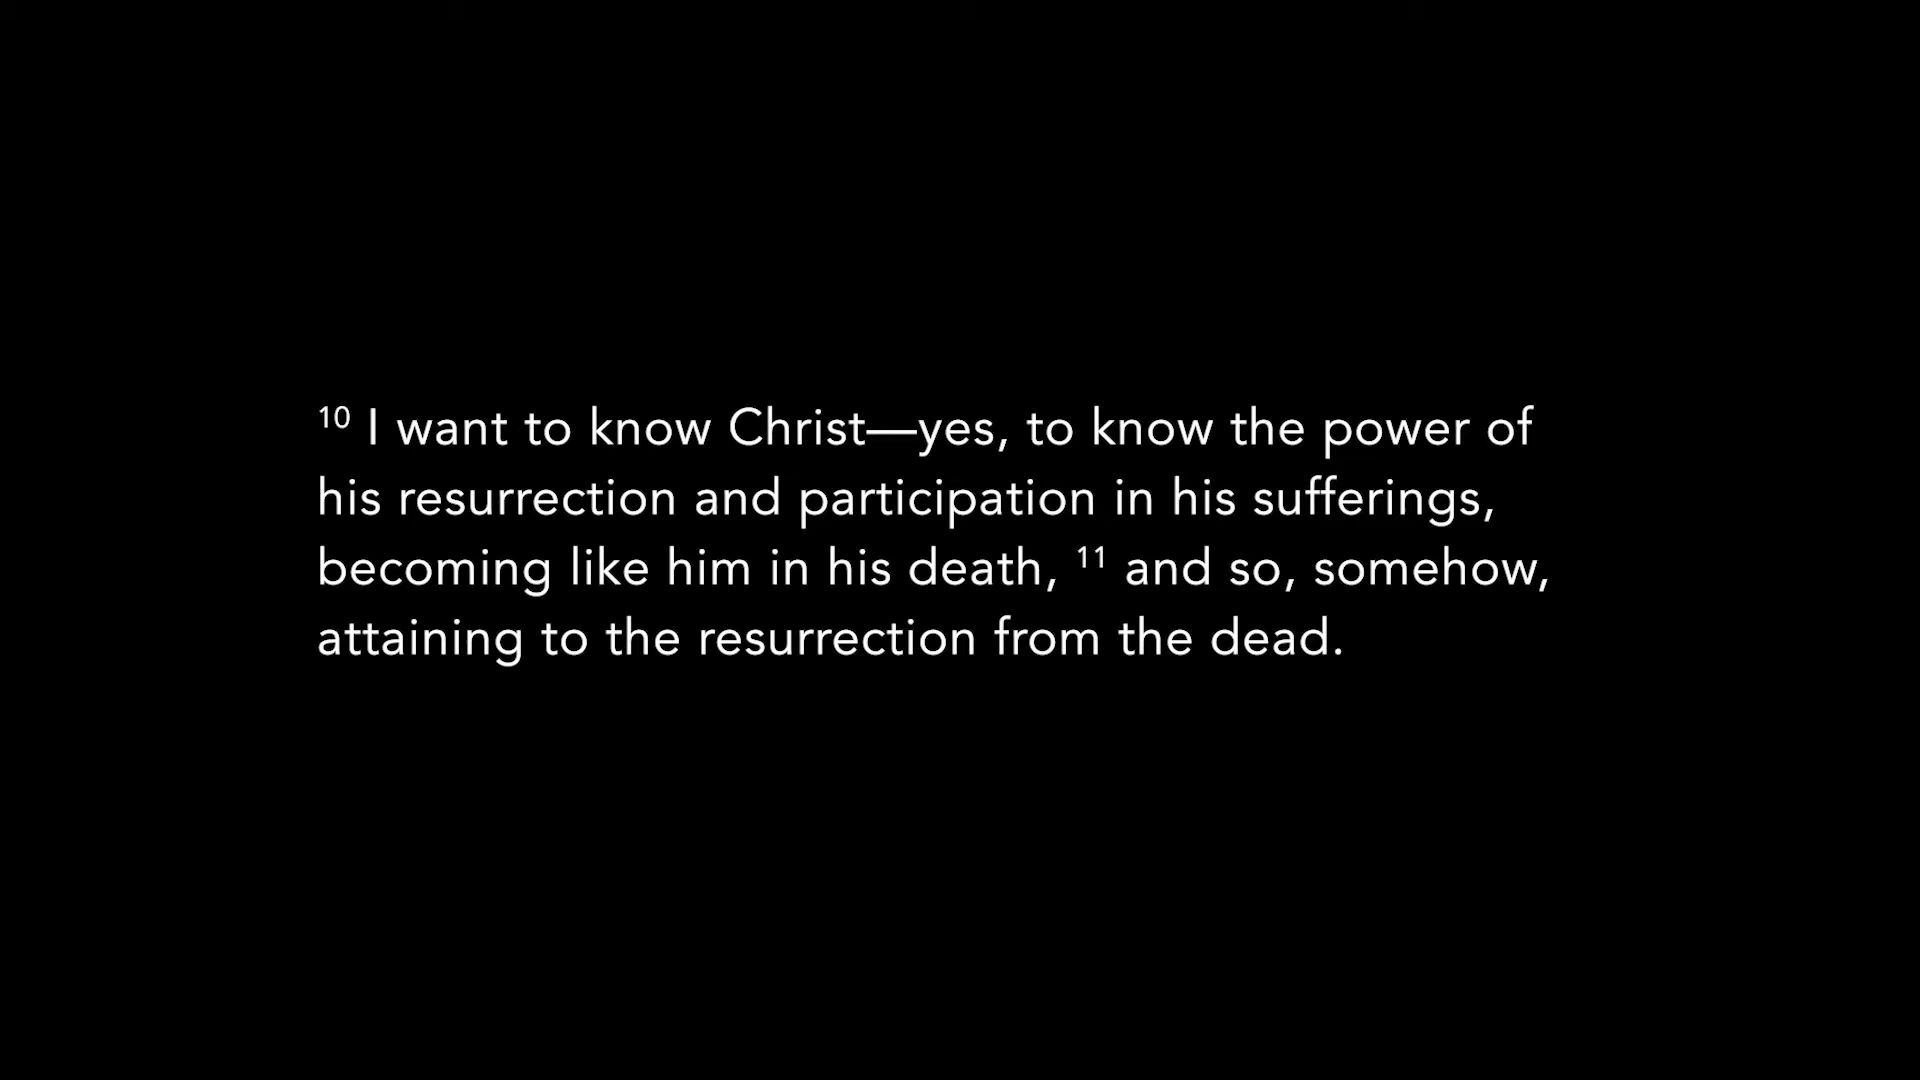 ¹⁰ I want to know Christ—yes, to know the power of
his resurrection and participation in his sufferings,
becoming like him in his death, ¹¹ and so, somehow,
attaining to the resurrection from the dead.